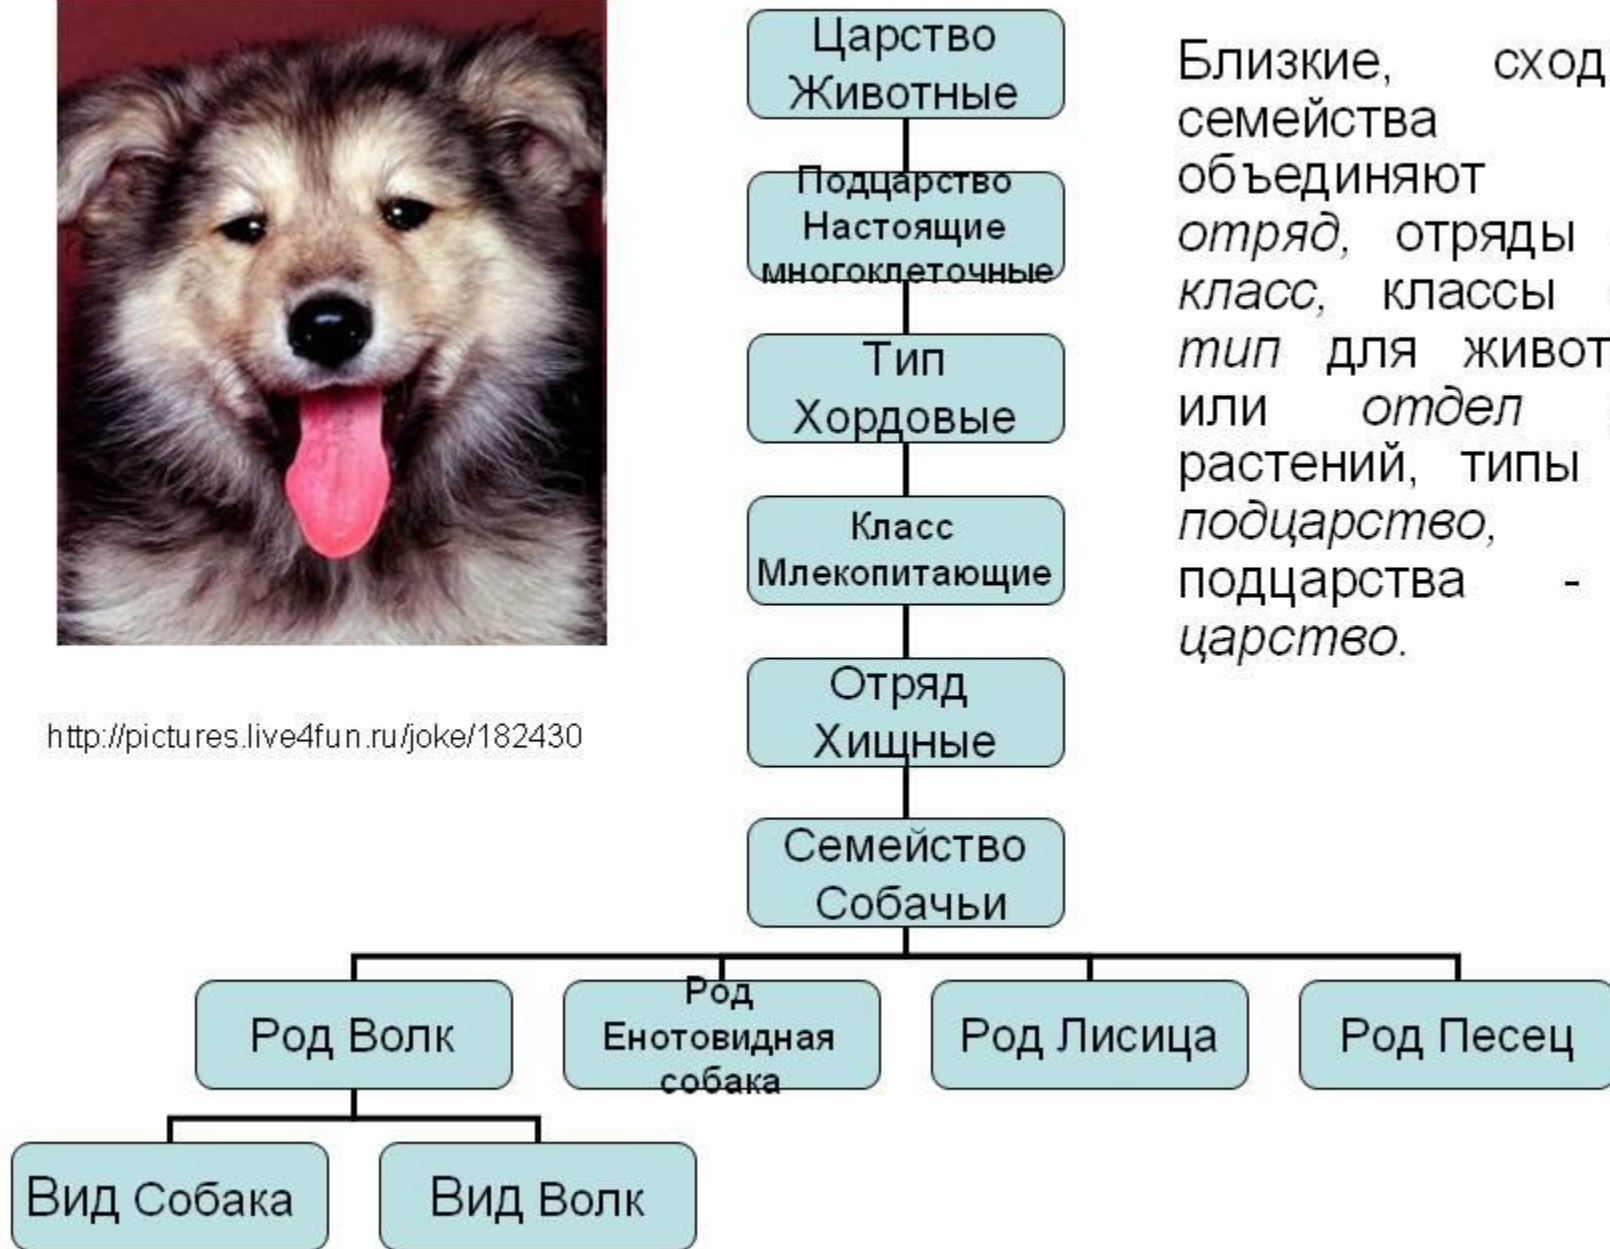 Царство
Животные
Подцарство
Настоящие
многоклеточные
Тип
Хордовые
Класс
Млекопитающие
Отряд
Хищные
Семейство
Собачьи
Род Волк
Род
Енотовидная
собака
Род Лисица
Род Песец
Вид Собака
Вид Волк
Близкие, сход
семейства
объединяют
отряд, отряды
класс, классы
тип для живот
или отдел
растений, типы
подцарство,
подцарства -
царство.
http://pictures.live4fun.ru/joke/182430